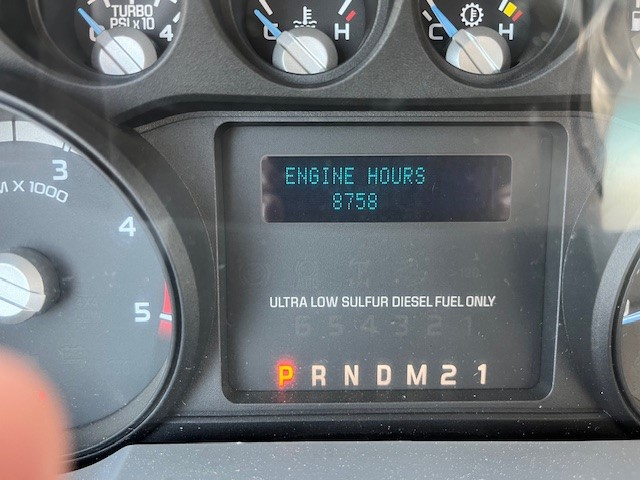 TURBO
PSI x 10
0 4
C H
C H
3
M X 1000
4
5
ENGINE HOURS
8758
ULTRA LOW SULFUR DIESEL FUEL ONLY
6 5 4 3 2 1
P R N D M 2 1